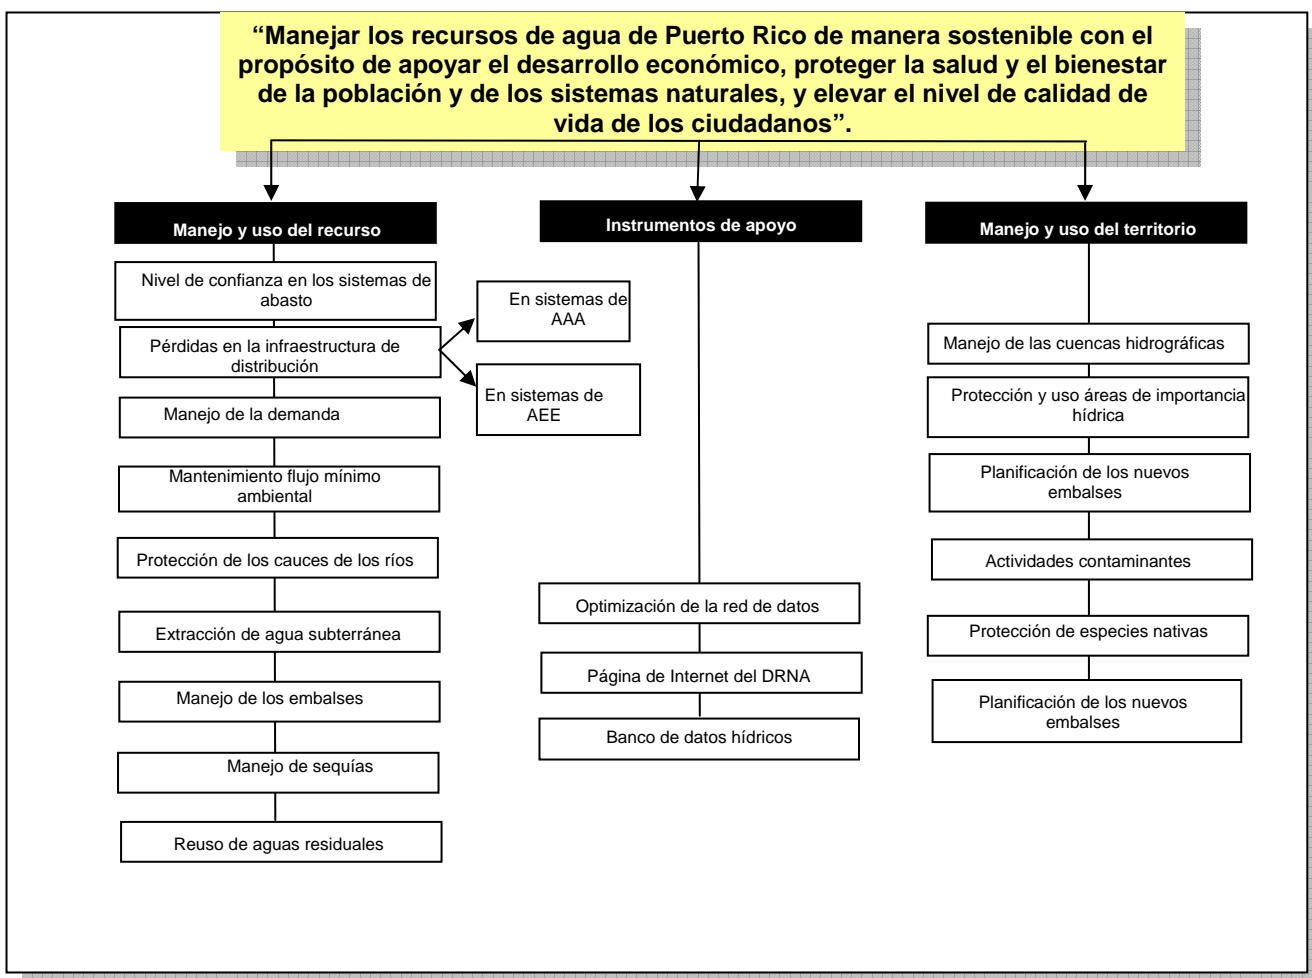 “Manejar los recursos de agua de Puerto Rico de manera sostenible con el
propósito de apoyar el desarrollo económico, proteger la salud y el bienestar
de la población y de los sistemas naturales, y elevar el nivel de calidad de
vida de los ciudadanos”.
Manejo y uso del recurso
Nivel de confianza en los sistemas de
abasto
Pérdidas en la infraestructura de
distribución
En sistemas de
AAA
En sistemas de
AEE
Manejo de la demanda
Mantenimiento flujo mínimo
ambiental
Protección de los cauces de los ríos
Extracción de agua subterránea
Manejo de los embalses
Manejo de sequías
Reuso de aguas residuales
Instrumentos de apoyo
Optimización de la red de datos
Página de Internet del DRNA
Banco de datos hídricos
Manejo y uso del territorio
Manejo de las cuencas hidrográficas
Protección y uso áreas de importancia
hídrica
Planificación de los nuevos
embalses
Actividades contaminantes
Protección de especies nativas
Planificación de los nuevos
embalses